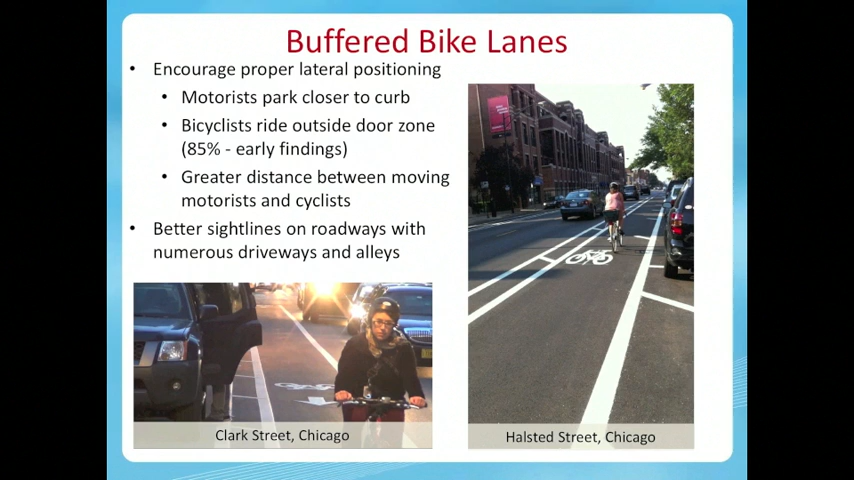 Buffered Bike Lanes
• Encourage proper lateral positioning
• Motorists park closer to curb
• Bicyclists ride outside door zone
(85% - early findings)
• Greater distance between moving
motorists and cyclists
• Better sightlines on roadways with
numerous driveways and alleys
Clark Street, Chicago
Halsted Street, Chicago